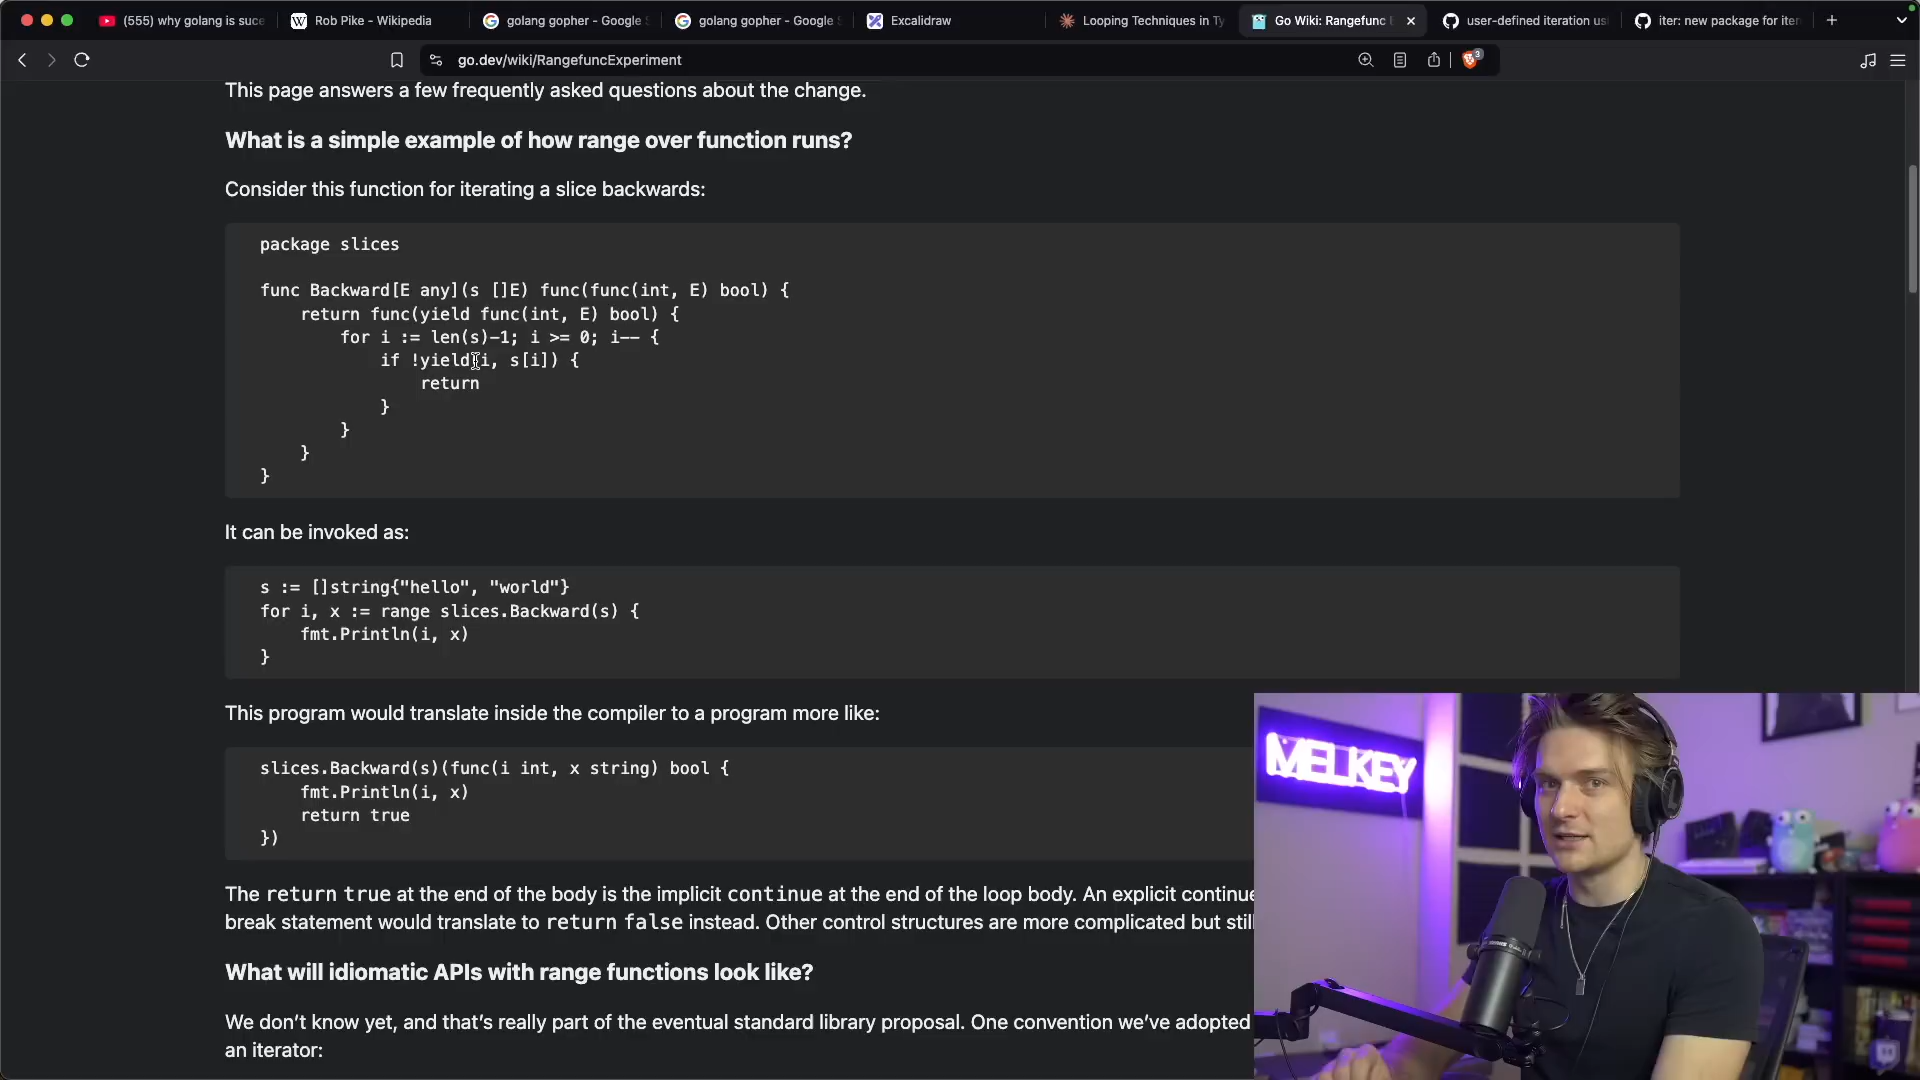 (555) why golang is suce
Rob Pike - Wikipedia
golang gopher - Google S
golang gopher - Google S
Excalidraw
Looping Techniques in Ty
Go Wiki: Rangefunc E
user-defined iteration usi
iter: new package for iter
go.dev/wiki/RangefuncExperiment
3
This page answers a few frequently asked questions about the change.
What is a simple example of how range over function runs?
Consider this function for iterating a slice backwards:
package slices
func Backward[E any](s []E) func(func(int, E) bool) {
return func(yield func(int, E) bool) {
for i := len(s)-1; i >= 0; i-- {
if !yield(i, s[i]) {
return
}
}
}
}
It can be invoked as:
s := []string{"hello", "world"}
for i, x := range slices.Backward(s) {
fmt.Println(i, x)
}
This program would translate inside the compiler to a program more like:
slices.Backward(s)(func(i int, x string) bool {
fmt.Println(i, x)
return true
})
MELKEY
The return true at the end of the body is the implicit continue at the end of the loop body. An explicit continue
break statement would translate to return false instead. Other control structures are more complicated but still
What will idiomatic APIs with range functions look like?
We don't know yet, and that's really part of the eventual standard library proposal. One convention we've adopted
an iterator: